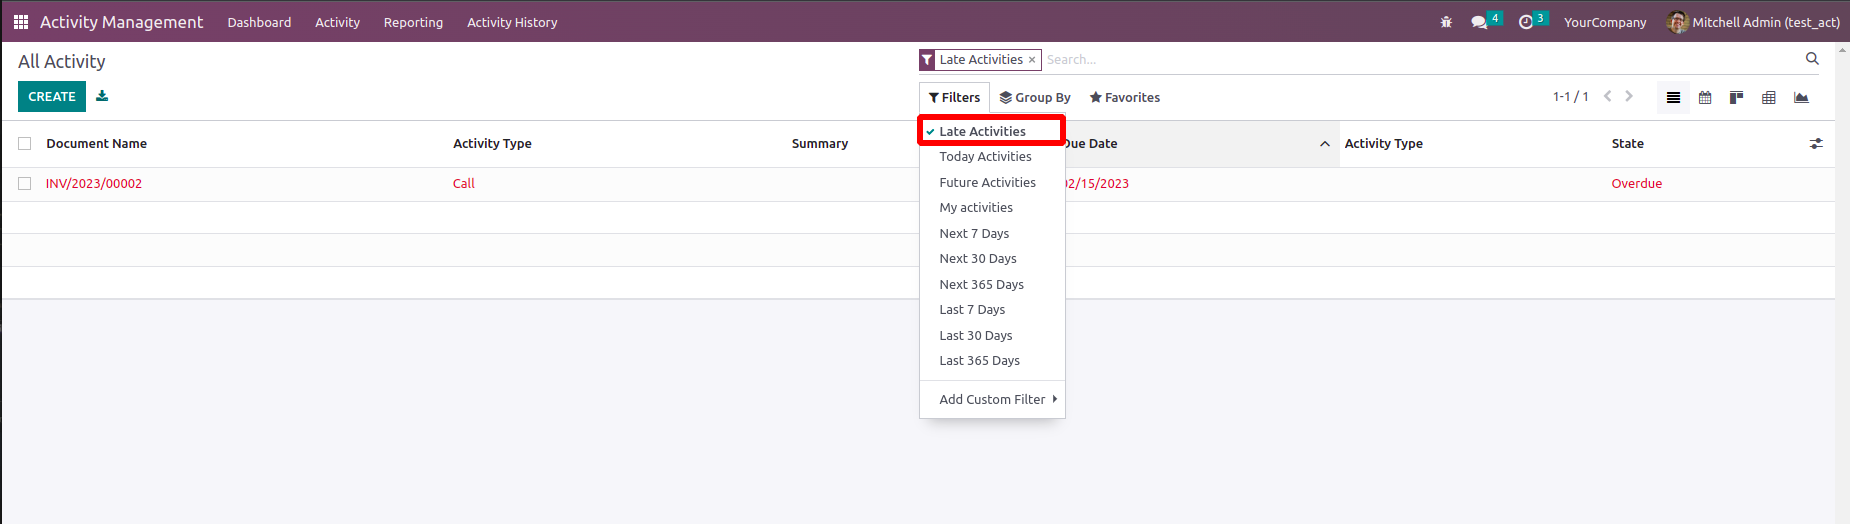 Activity Management Dashboard Activity Reporting Activity History 4 3 YourCompany Mitchell Admin (test_act)
All Activity Late Activities × Search...
CREATE Filters Group By Favorites 1-1 / 1
Late Activities
Document Name Activity Type Summary Due Date Activity Type State
Today Activities
INV/2023/00002 Call 02/15/2023 Overdue
Future Activities
My activities
Next 7 Days
Next 30 Days
Next 365 Days
Last 7 Days
Last 30 Days
Last 365 Days
Add Custom Filter